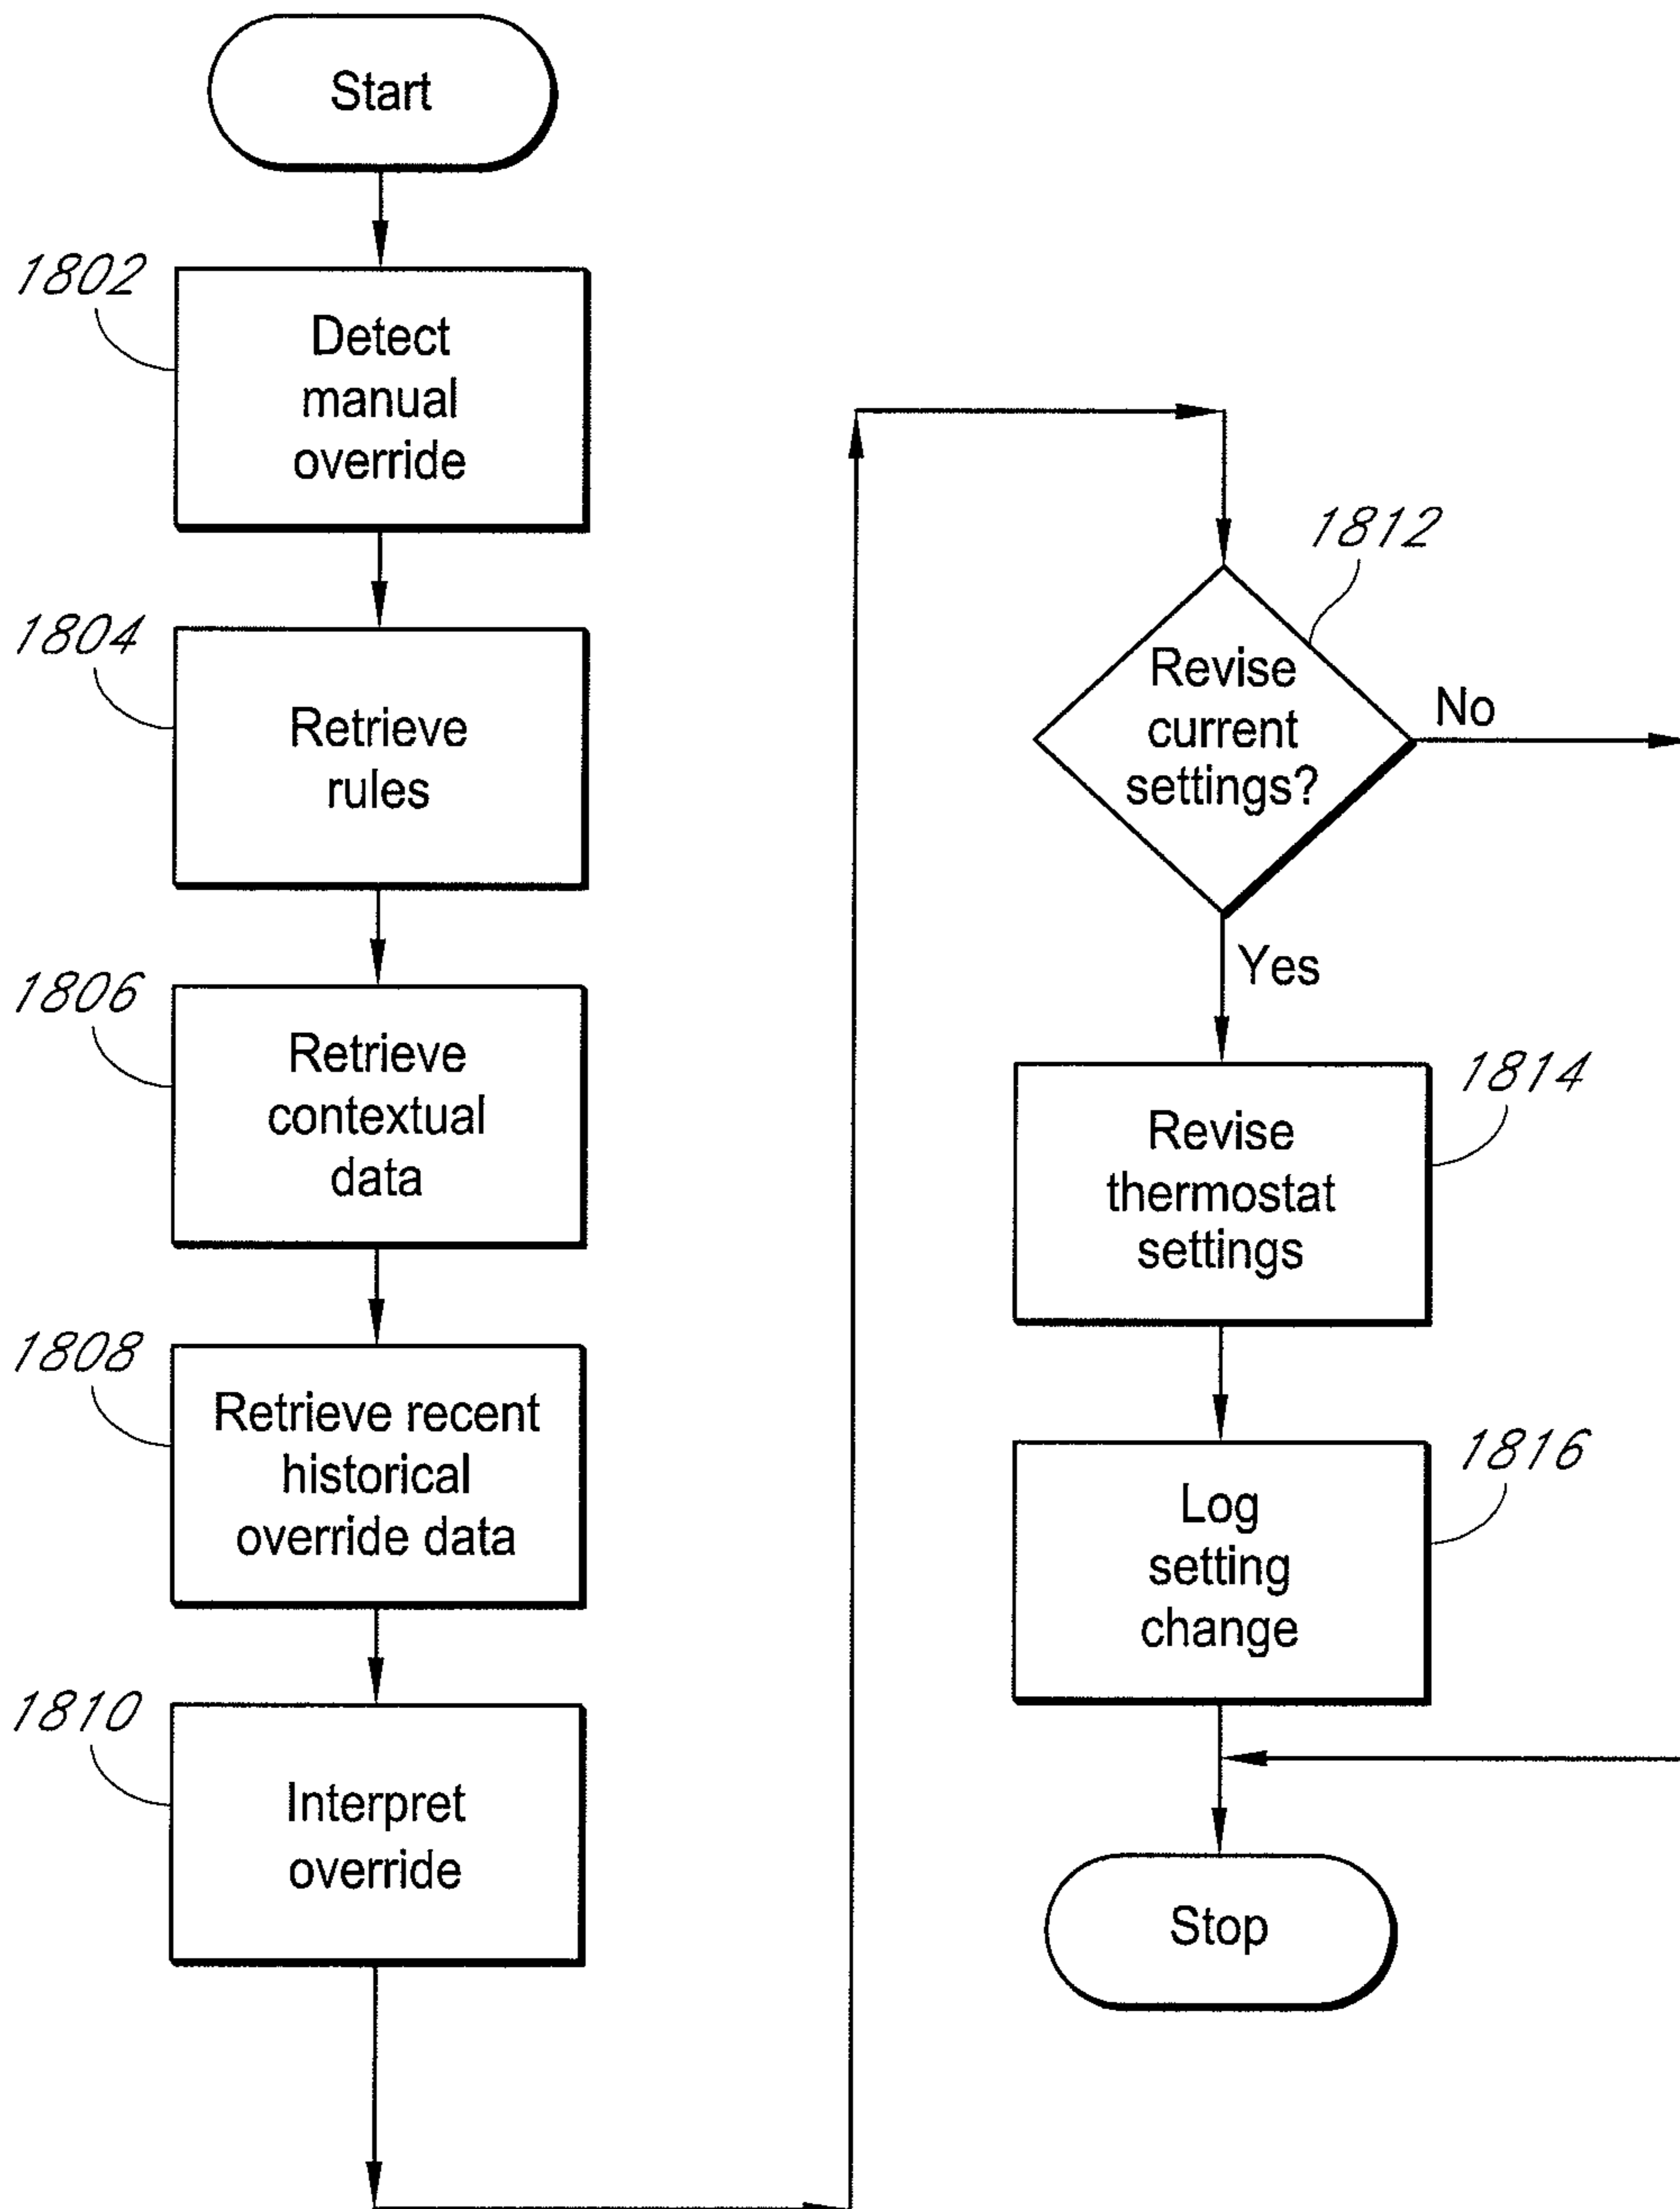 Start
1802
Detect
manual
override
1804
Retrieve
rules
1806
Retrieve
contextual
data
1808
Retrieve recent
historical
override data
1810
Interpret
override
1812
Revise
current
settings?
No
Yes
1814
Revise
thermostat
settings
1816
Log
setting
change
Stop